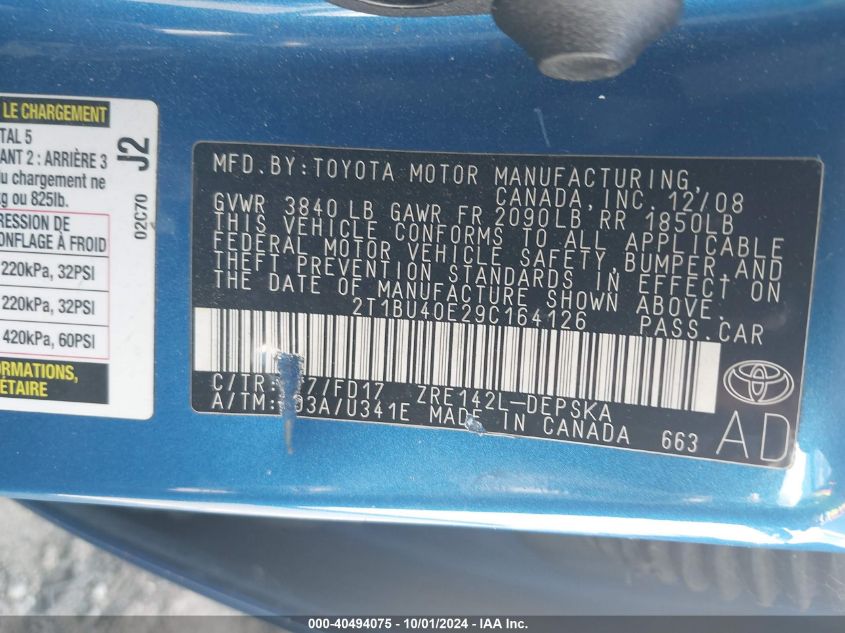 LE CHARGEMENT
TAL 5
ANT 2 : ARRIÈRE 3
u chargement ne
g ou 825lb.
RESSION DE
ONFLAGE À FROID
220kPa, 32PSI
220kPa, 32PSI
420kPa, 60PSI
FORMATIONS,
ÉTAIRE
J2
02C70
MFD.BY:TOYOTA MOTOR MANUFACTURING,
CANADA,INC. 12/08
GVWR 3840 LB GAWR FR 2090LB RR 1850LB
THIS VEHICLE CONFORMS TO ALL APPLICABLE
FEDERAL MOTOR VEHICLE SAFETY,BUMPER,AND
THEFT PREVENTION STANDARDS IN EFFECT ON
THE DATE OF MANUFACTURE SHOWN ABOVE.
2T1BU40E29C164126 PASS.CAR
C/TR: 7/FD17 ZRE142L-DEPSKA
A/TM: 03A/U341E MADE IN CANADA 663
AD
TOYOTA
000-40494075 - 10/01/2024 - IAA Inc.